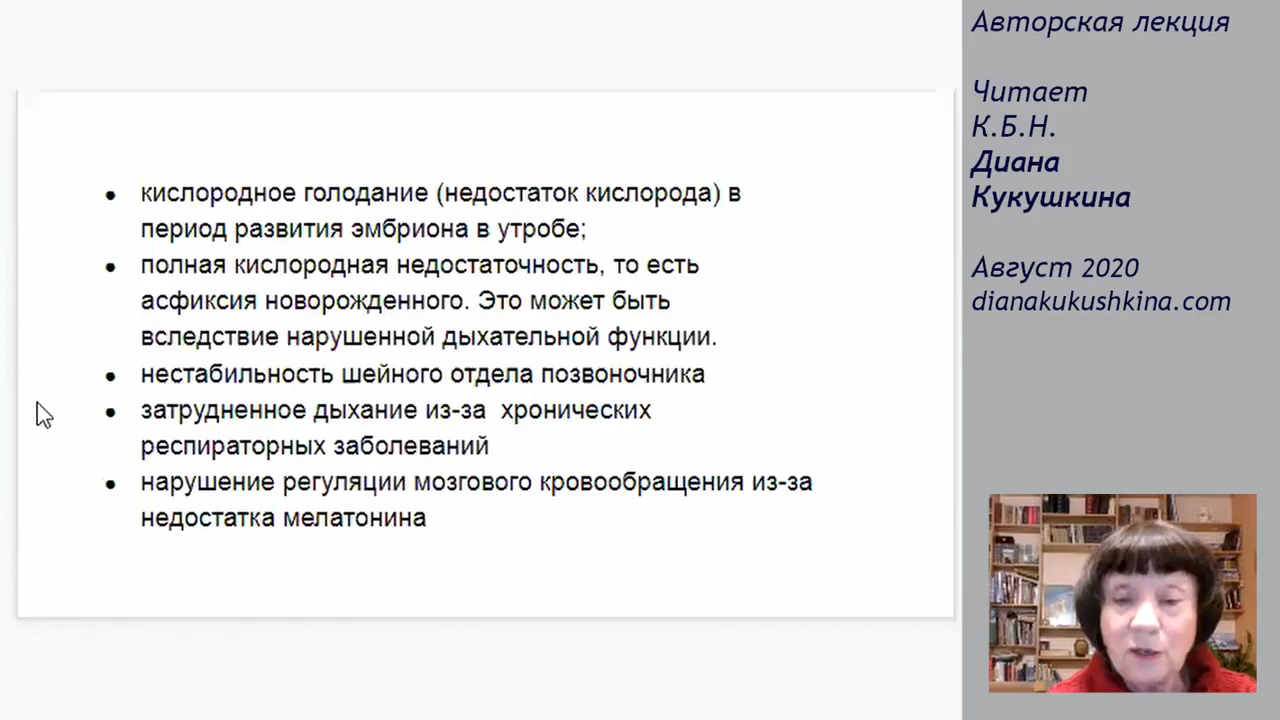 кислородное голодание (недостаток кислорода) в
период развития эмбриона в утробе;
полная кислородная недостаточность, то есть
асфиксия новорожденного. Это может быть
вследствие нарушенной дыхательной функции.
нестабильность шейного отдела позвоночника
затрудненное дыхание из-за хронических
респираторных заболеваний
нарушение регуляции мозгового кровообращения из-за
недостатка мелатонина
Авторская лекция
Читает
К.Б.Н.
Диана
Кукушкина
Август 2020
dianakukushkina.com